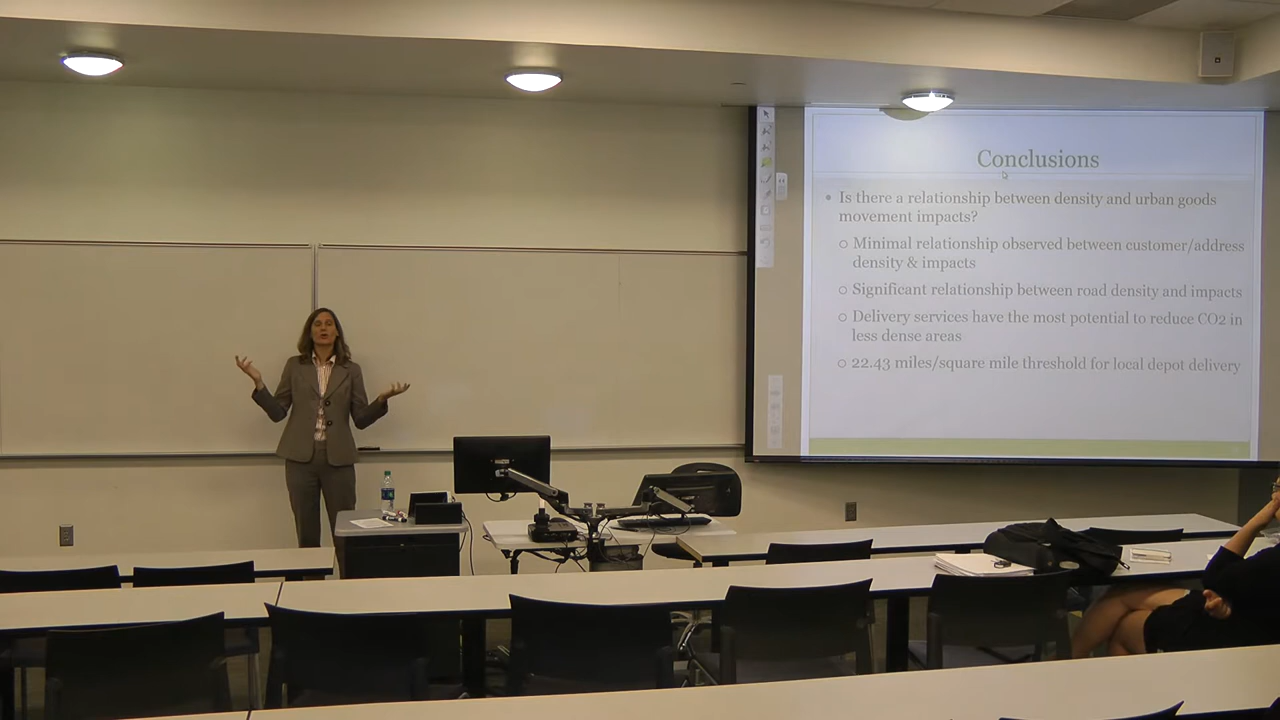 Conclusions
Is there a relationship between density and urban goods
movement impacts?
Minimal relationship observed between customer/address
density & impacts
Significant relationship between road density and impacts
Delivery services have the most potential to reduce CO2 in
less dense areas
22.43 miles/square mile threshold for local depot delivery